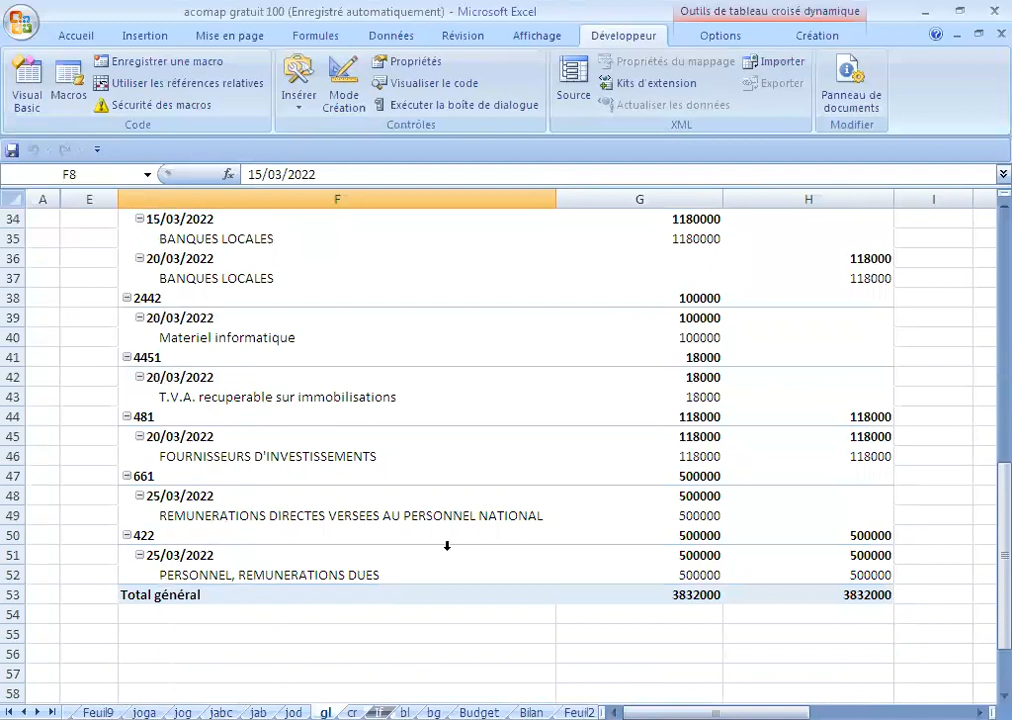 acomap gratuit 100 (Enregistré automatiquement) - Microsoft Excel
Outils de tableau croisé dynamique
Accueil Insertion Mise en page Formules Données Révision Affichage Développeur Options Création
Visual Basic
Macros
Enregistrer une macro
Utiliser les références relatives
Sécurité des macros
Code
Insérer
Mode Création
Propriétés
Visualiser le code
Exécuter la boîte de dialogue
Contrôles
Source
Propriétés du mappage
Kits d'extension
Actualiser les données
Importer
Exporter
XML
Panneau de documents
Modifier
F8 fx 15/03/2022
A E F G H I
34 15/03/2022 1180000
35 BANQUES LOCALES 1180000
36 20/03/2022 118000
37 BANQUES LOCALES 118000
38 2442 100000
39 20/03/2022 100000
40 Materiel informatique 100000
41 4451 18000
42 20/03/2022 18000
43 T.V.A. recuperable sur immobilisations 18000
44 481 118000 118000
45 20/03/2022 118000 118000
46 FOURNISSEURS D'INVESTISSEMENTS 118000 118000
47 661 500000
48 25/03/2022 500000
49 REMUNERATIONS DIRECTES VERSEES AU PERSONNEL NATIONAL 500000
50 422 500000 500000
51 25/03/2022 500000 500000
52 PERSONNEL, REMUNERATIONS DUES 500000 500000
53 Total général 3832000 3832000
54
55
56
57
58
Feuil9 joga jog jabc jab jod gl cr bl bg Budget Bilan Feuil2